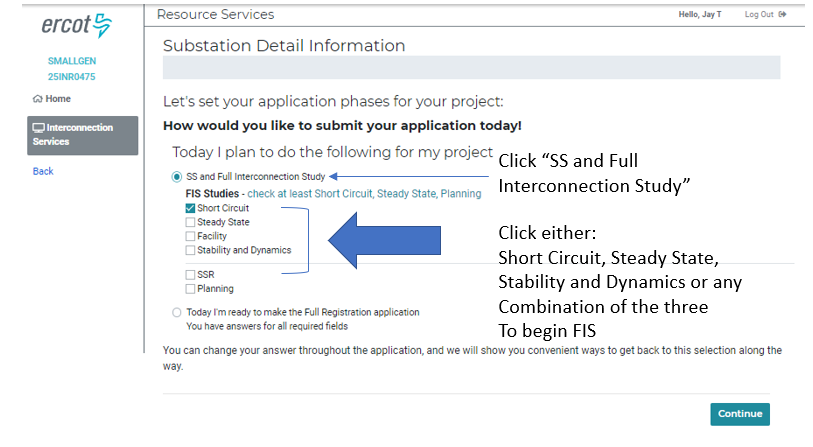 ercot
Resource Services
Hello, Jay T
Log Out
SMALLGEN
25INR0475
Home
Interconnection
Services
Back
Substation Detail Information
Let's set your application phases for your project:
How would you like to submit your application today!
Today I plan to do the following for my project
SS and Full Interconnection Study
FIS Studies - check at least Short Circuit, Steady State, Planning
Short Circuit
Steady State
Facility
Stability and Dynamics
SSR
Planning
Today I'm ready to make the Full Registration application
You have answers for all required fields
You can change your answer throughout the application, and we will show you convenient ways to get back to this selection along the
way.
Continue
Click “SS and Full
Interconnection Study”
Click either:
Short Circuit, Steady State,
Stability and Dynamics or any
Combination of the three
To begin FIS